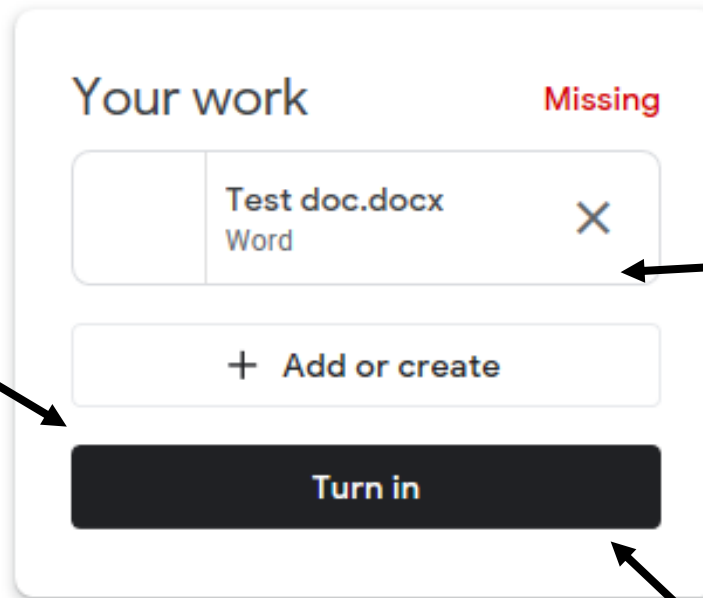 Your work
Missing
Test doc.docx
Word
+ Add or create
Turn in